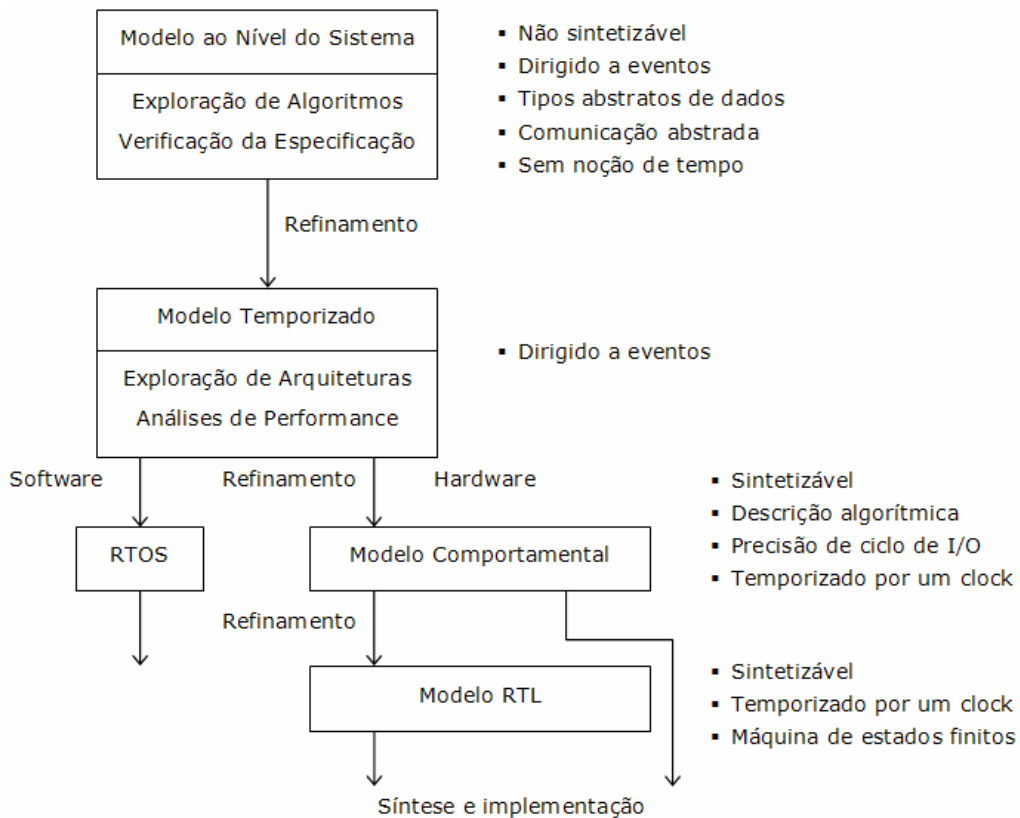 Modelo ao Nível do Sistema
Exploração de Algoritmos
Verificação da Especificação
▪ Não sintetizável
▪ Dirigido a eventos
▪ Tipos abstratos de dados
▪ Comunicação abstrada
▪ Sem noção de tempo
Refinamento
Modelo Temporizado
Exploração de Arquiteturas
Análises de Performance
▪ Dirigido a eventos
Software
Refinamento
Hardware
RTOS
Modelo Comportamental
▪ Sintetizável
▪ Descrição algorítmica
▪ Precisão de ciclo de I/O
▪ Temporizado por um clock
Refinamento
Modelo RTL
▪ Sintetizável
▪ Temporizado por um clock
▪ Máquina de estados finitos
Síntese e implementação